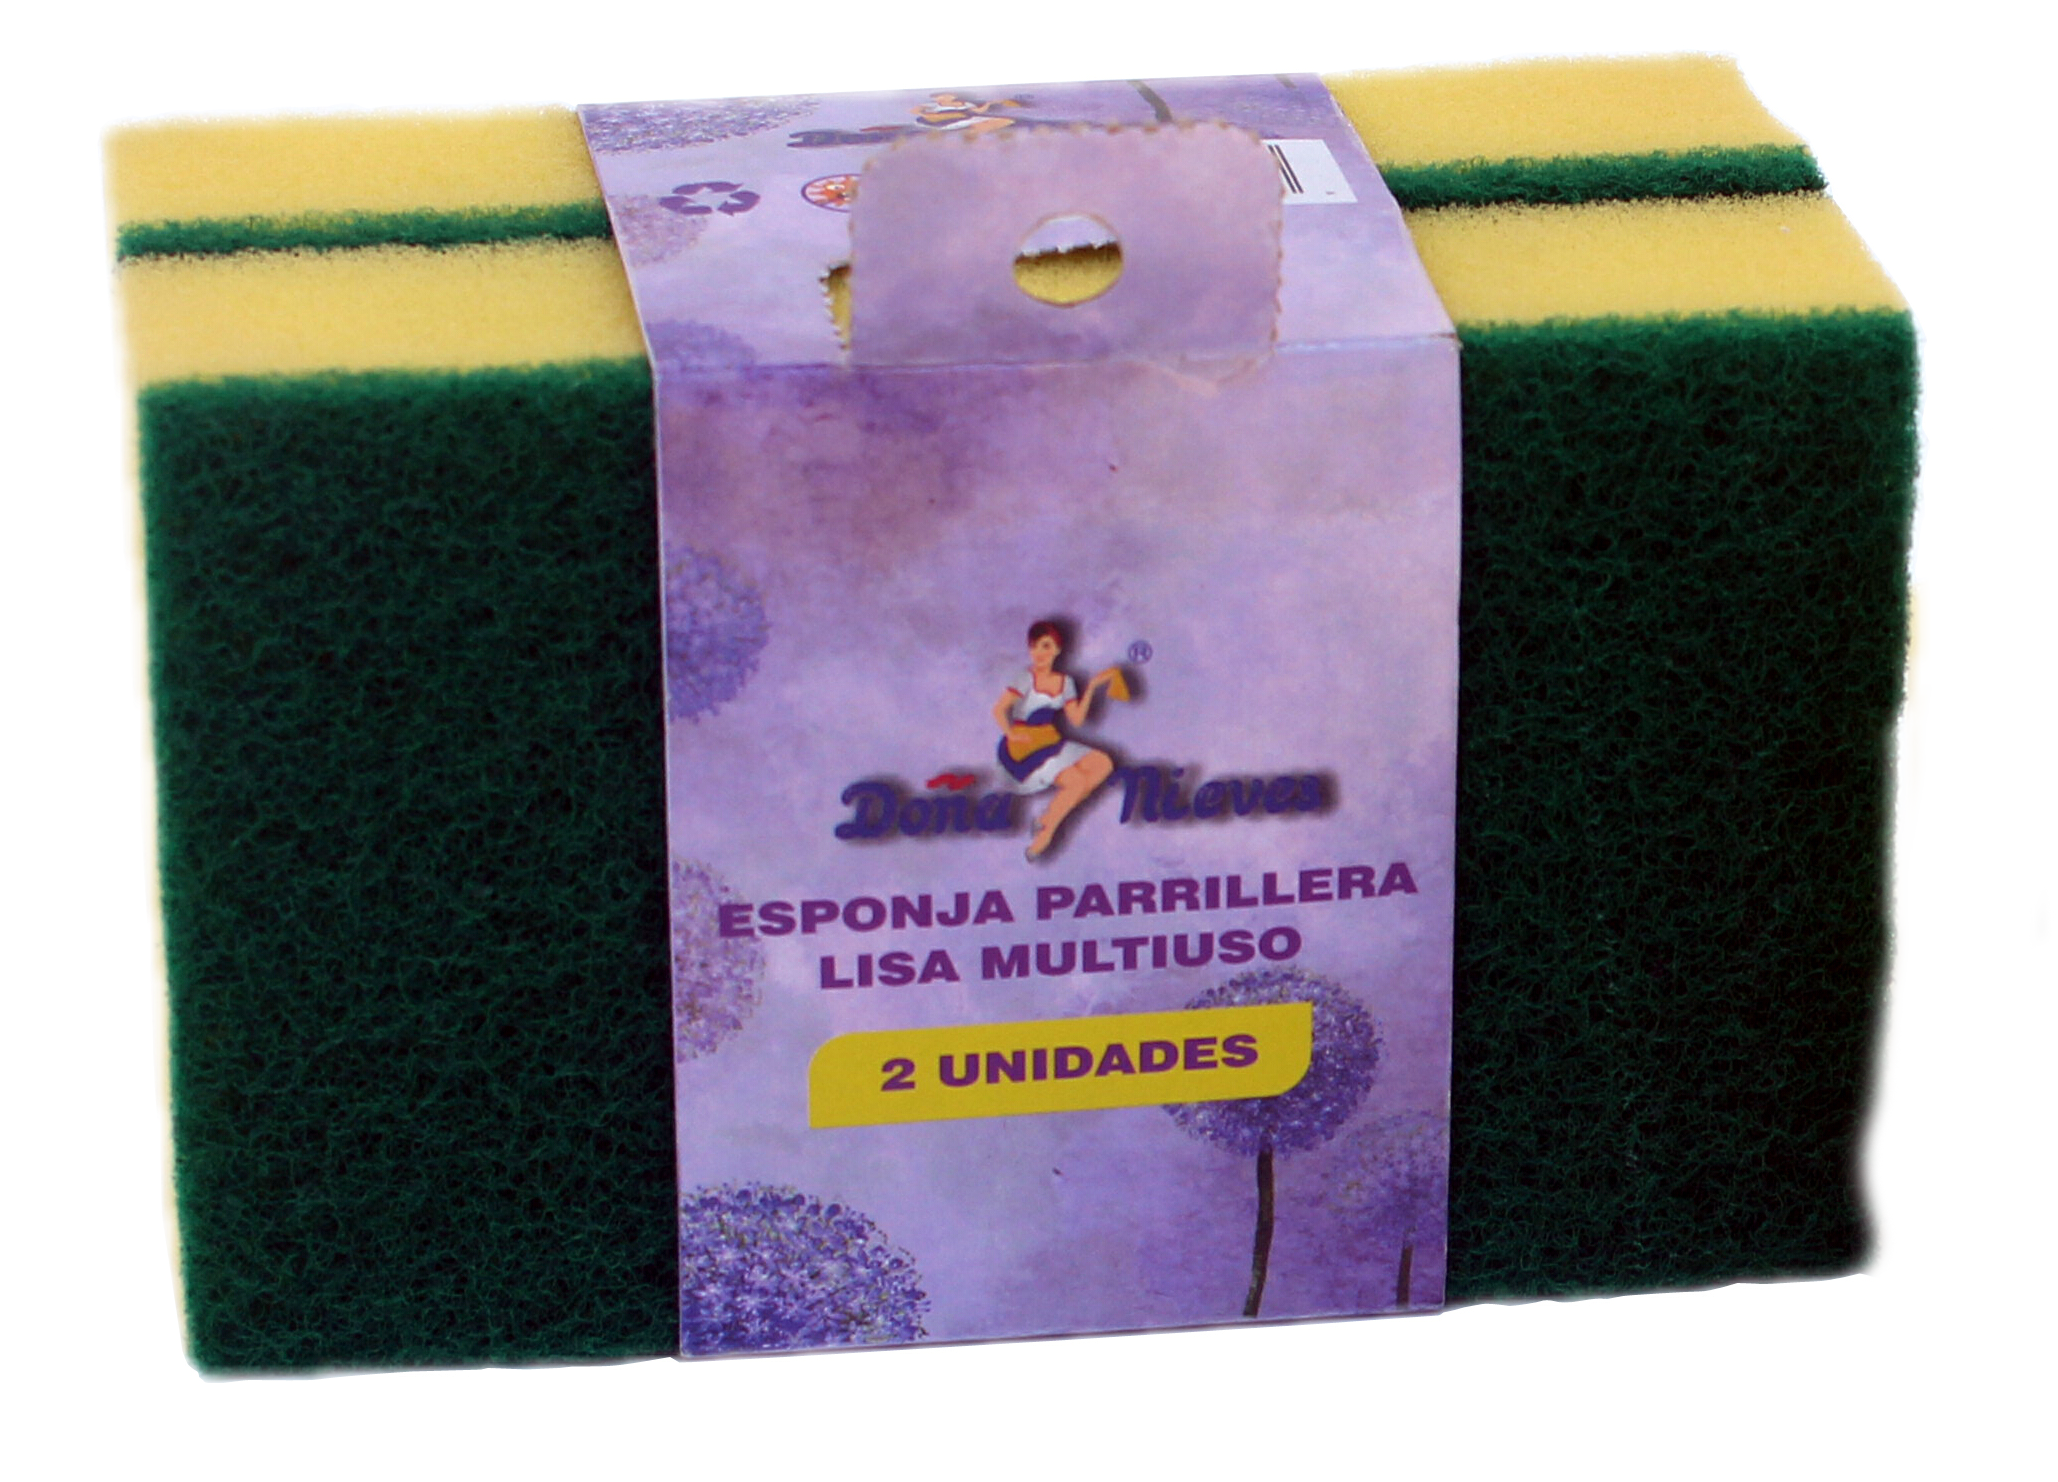 ®
Doña Nieves
ESPONJA PARRILLERA
LISA MULTIUSO
2 UNIDADES